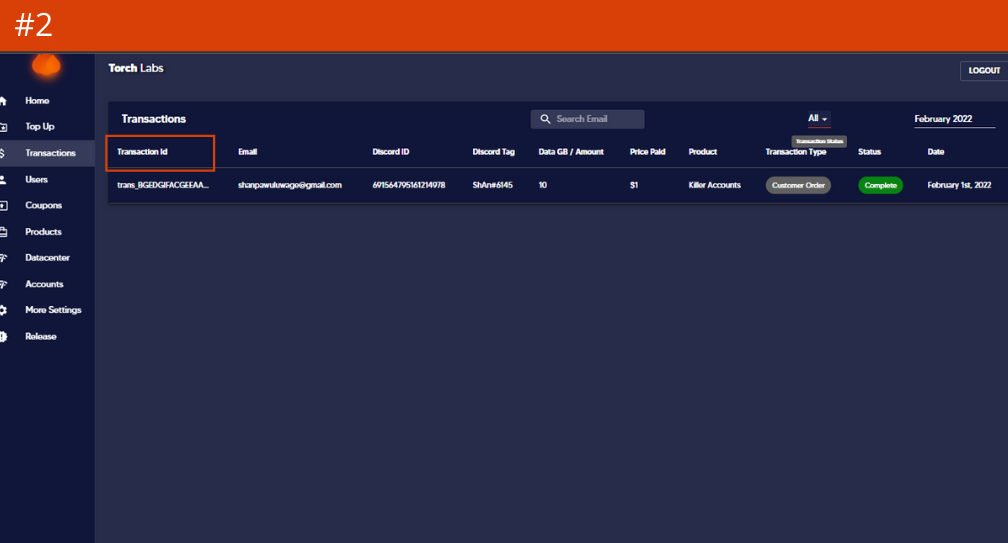 #2
Torch Labs
LOGOUT
Home
Top Up
Transactions
Users
Coupons
Products
Datacenter
Accounts
More Settings
Release
Transactions
Search Email
All
February 2022
Transaction Status
Transaction Id Email Discord ID Discord Tag Data GB / Amount Price Paid Product Transaction Type Status Date
trans_BGEDGIFACGEEAA... shanpawuluwage@gmail.com 691564795161214978 ShAn#6145 10 $1 Killer Accounts Customer Order Complete February 1st, 2022